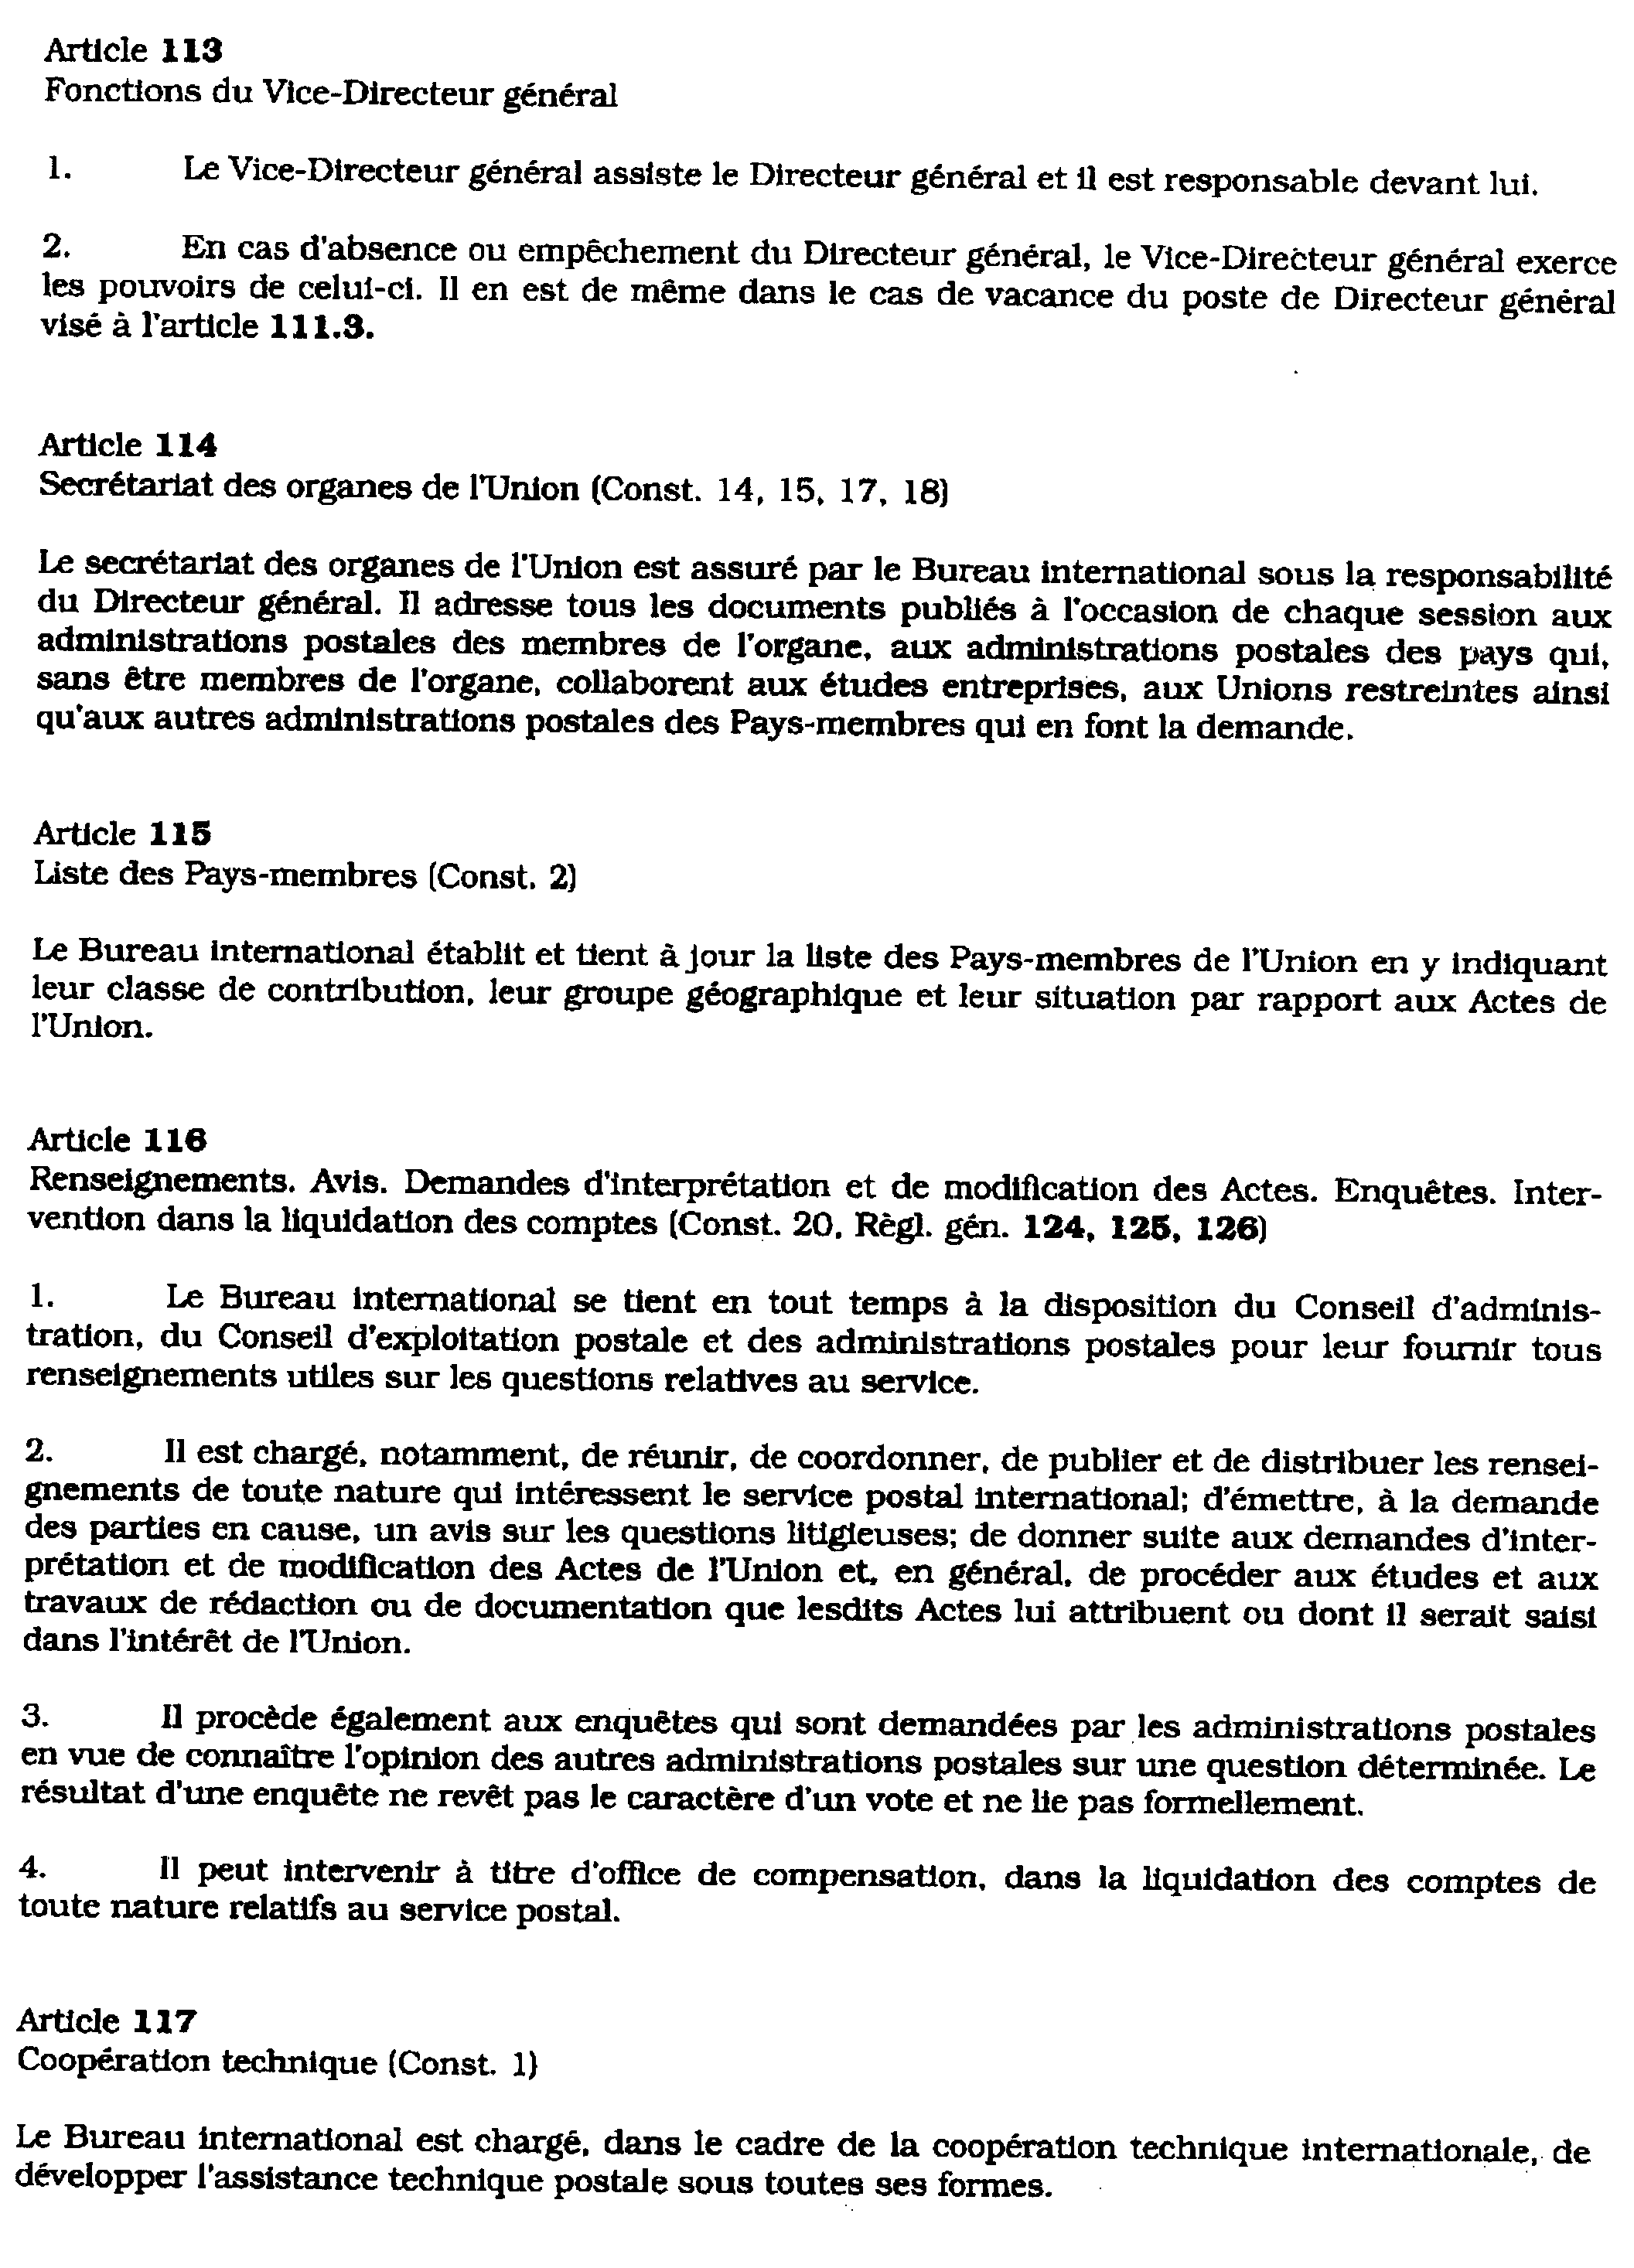 Article 113
Fonctions du Vice-Directeur général
1. Le Vice-Directeur général assiste le Directeur général et il est responsable devant lui.
2. En cas d'absence ou empêchement du Directeur général, le Vice-Directeur général exerce
les pouvoirs de celui-ci. Il en est de même dans le cas de vacance du poste de Directeur général
visé à l'article 111.3.
Article 114
Secrétariat des organes de l'Union (Const. 14, 15, 17, 18)
Le secrétariat des organes de l'Union est assuré par le Bureau international sous la responsabilité
du Directeur général. Il adresse tous les documents publiés à l'occasion de chaque session aux
administrations postales des membres de l'organe, aux administrations postales des pays qui,
sans être membres de l'organe, collaborent aux études entreprises, aux Unions restreintes ainsi
qu'aux autres administrations postales des Pays-membres qui en font la demande.
Article 115
Liste des Pays-membres (Const. 2)
Le Bureau international établit et tient à jour la liste des Pays-membres de l'Union en y indiquant
leur classe de contribution, leur groupe géographique et leur situation par rapport aux Actes de
l'Union.
Article 116
Renseignements. Avis. Demandes d'interprétation et de modification des Actes. Enquêtes. Inter-
vention dans la liquidation des comptes (Const. 20, Règl. gén. 124, 125, 126)
1. Le Bureau international se tient en tout temps à la disposition du Conseil d'adminis-
tration, du Conseil d'exploitation postale et des administrations postales pour leur fournir tous
renseignements utiles sur les questions relatives au service.
2. Il est chargé, notamment, de réunir, de coordonner, de publier et de distribuer les rensei-
gnements de toute nature qui intéressent le service postal international; d'émettre, à la demande
des parties en cause, un avis sur les questions litigieuses; de donner suite aux demandes d'inter-
prétation et de modification des Actes de l'Union et, en général, de procéder aux études et aux
travaux de rédaction ou de documentation que lesdits Actes lui attribuent ou dont il serait saisi
dans l'intérêt de l'Union.
3. Il procède également aux enquêtes qui sont demandées par les administrations postales
en vue de connaître l'opinion des autres administrations postales sur une question déterminée. Le
résultat d'une enquête ne revêt pas le caractère d'un vote et ne lie pas formellement.
4. Il peut intervenir à titre d'office de compensation, dans la liquidation des comptes de
toute nature relatifs au service postal.
Article 117
Coopération technique (Const. 1)
Le Bureau international est chargé, dans le cadre de la coopération technique internationale, de
développer l'assistance technique postale sous toutes ses formes.